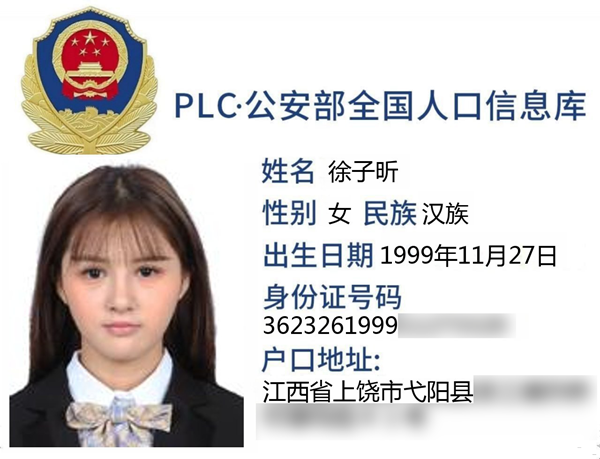 PLC·公安部全国人口信息库
姓名 徐子昕
性别 女 民族 汉族
出生日期 1999年11月27日
身份证号码
3623261999
户口地址:
江西省上饶市弋阳县